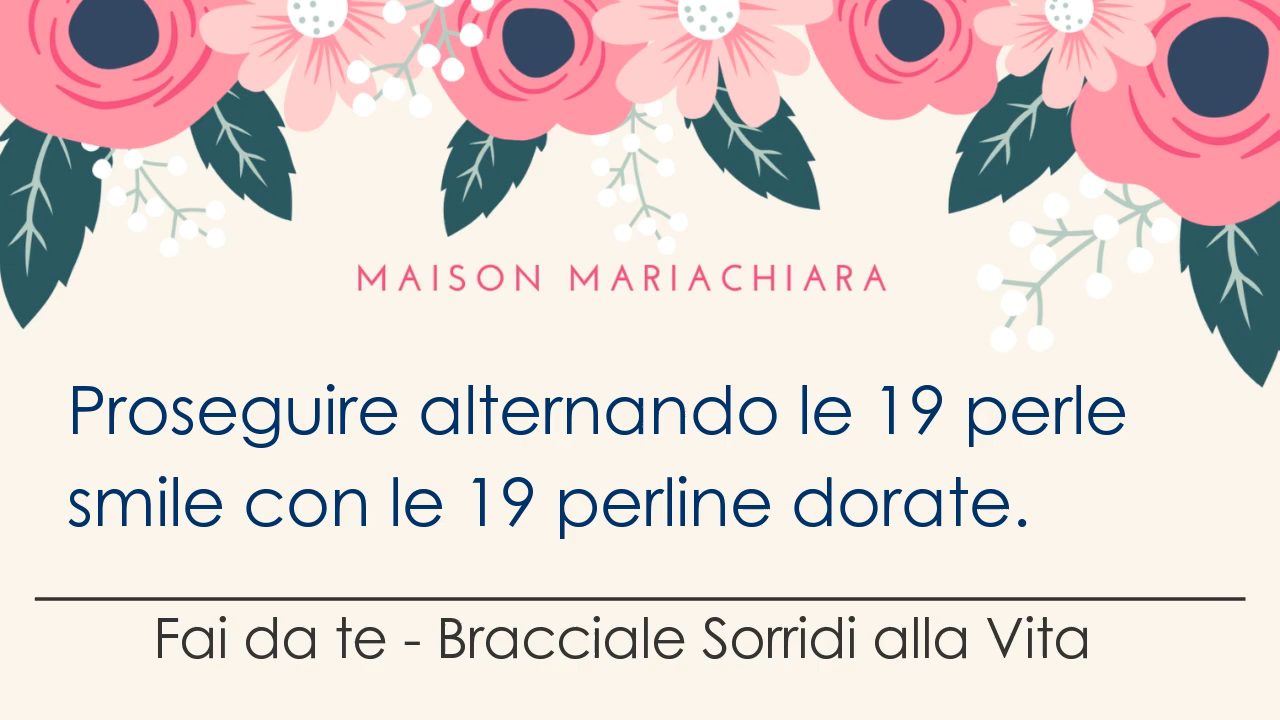 MAISON MARIACHIARA
Proseguire alternando le 19 perle
smile con le 19 perline dorate.
Fai da te - Bracciale Sorridi alla Vita